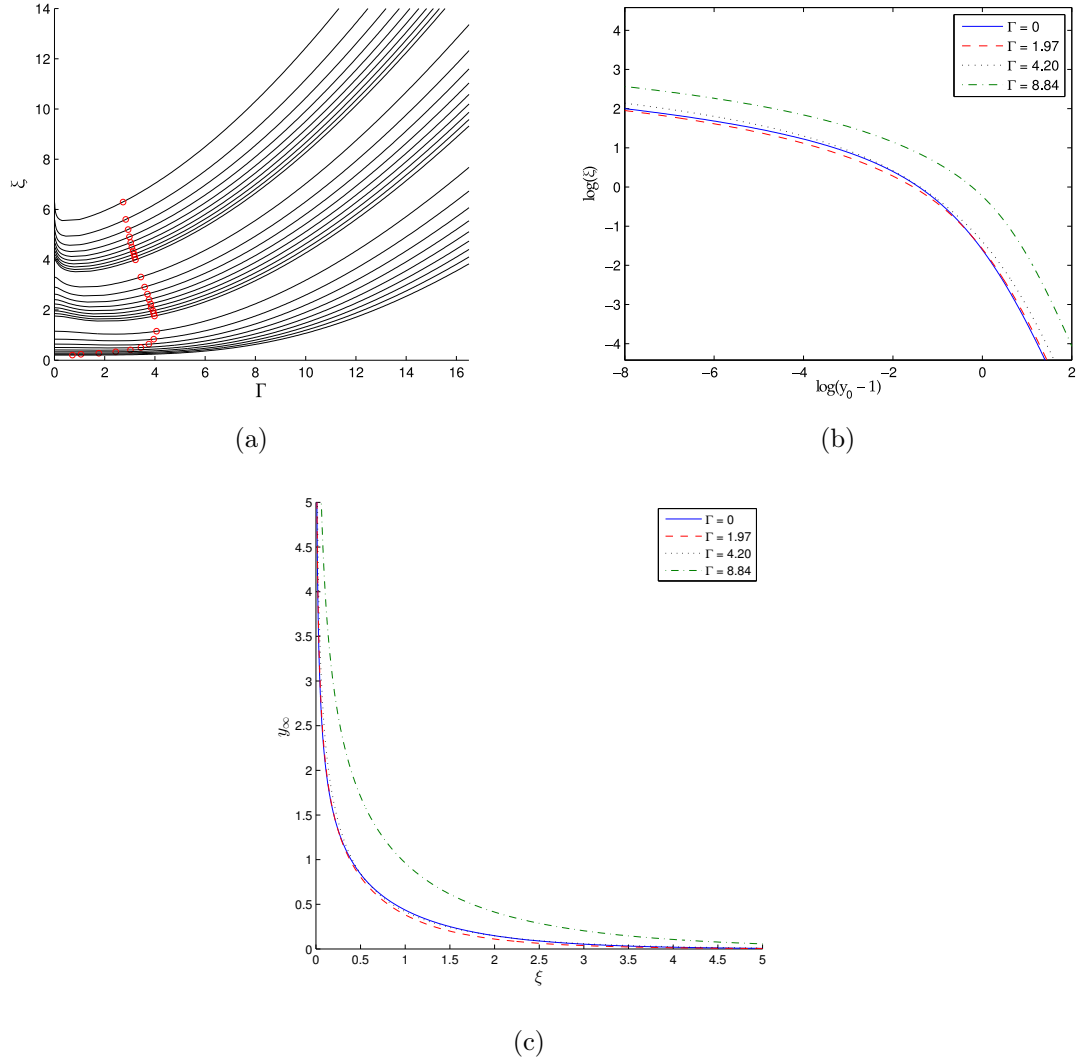 14
12
10
8
6
4
2
0
ξ
0 2 4 6 8 10 12 14 16
Γ
(a)
4
3
2
1
0
−1
−2
−3
−4
log(ξ)
−8 −6 −4 −2 0 2
log(y₀ − 1)
Γ = 0
Γ = 1.97
Γ = 4.20
Γ = 8.84
(b)
5
4.5
4
3.5
3
2.5
2
1.5
1
0.5
0
y∞
0 0.5 1 1.5 2 2.5 3 3.5 4 4.5 5
ξ
Γ = 0
Γ = 1.97
Γ = 4.20
Γ = 8.84
(c)